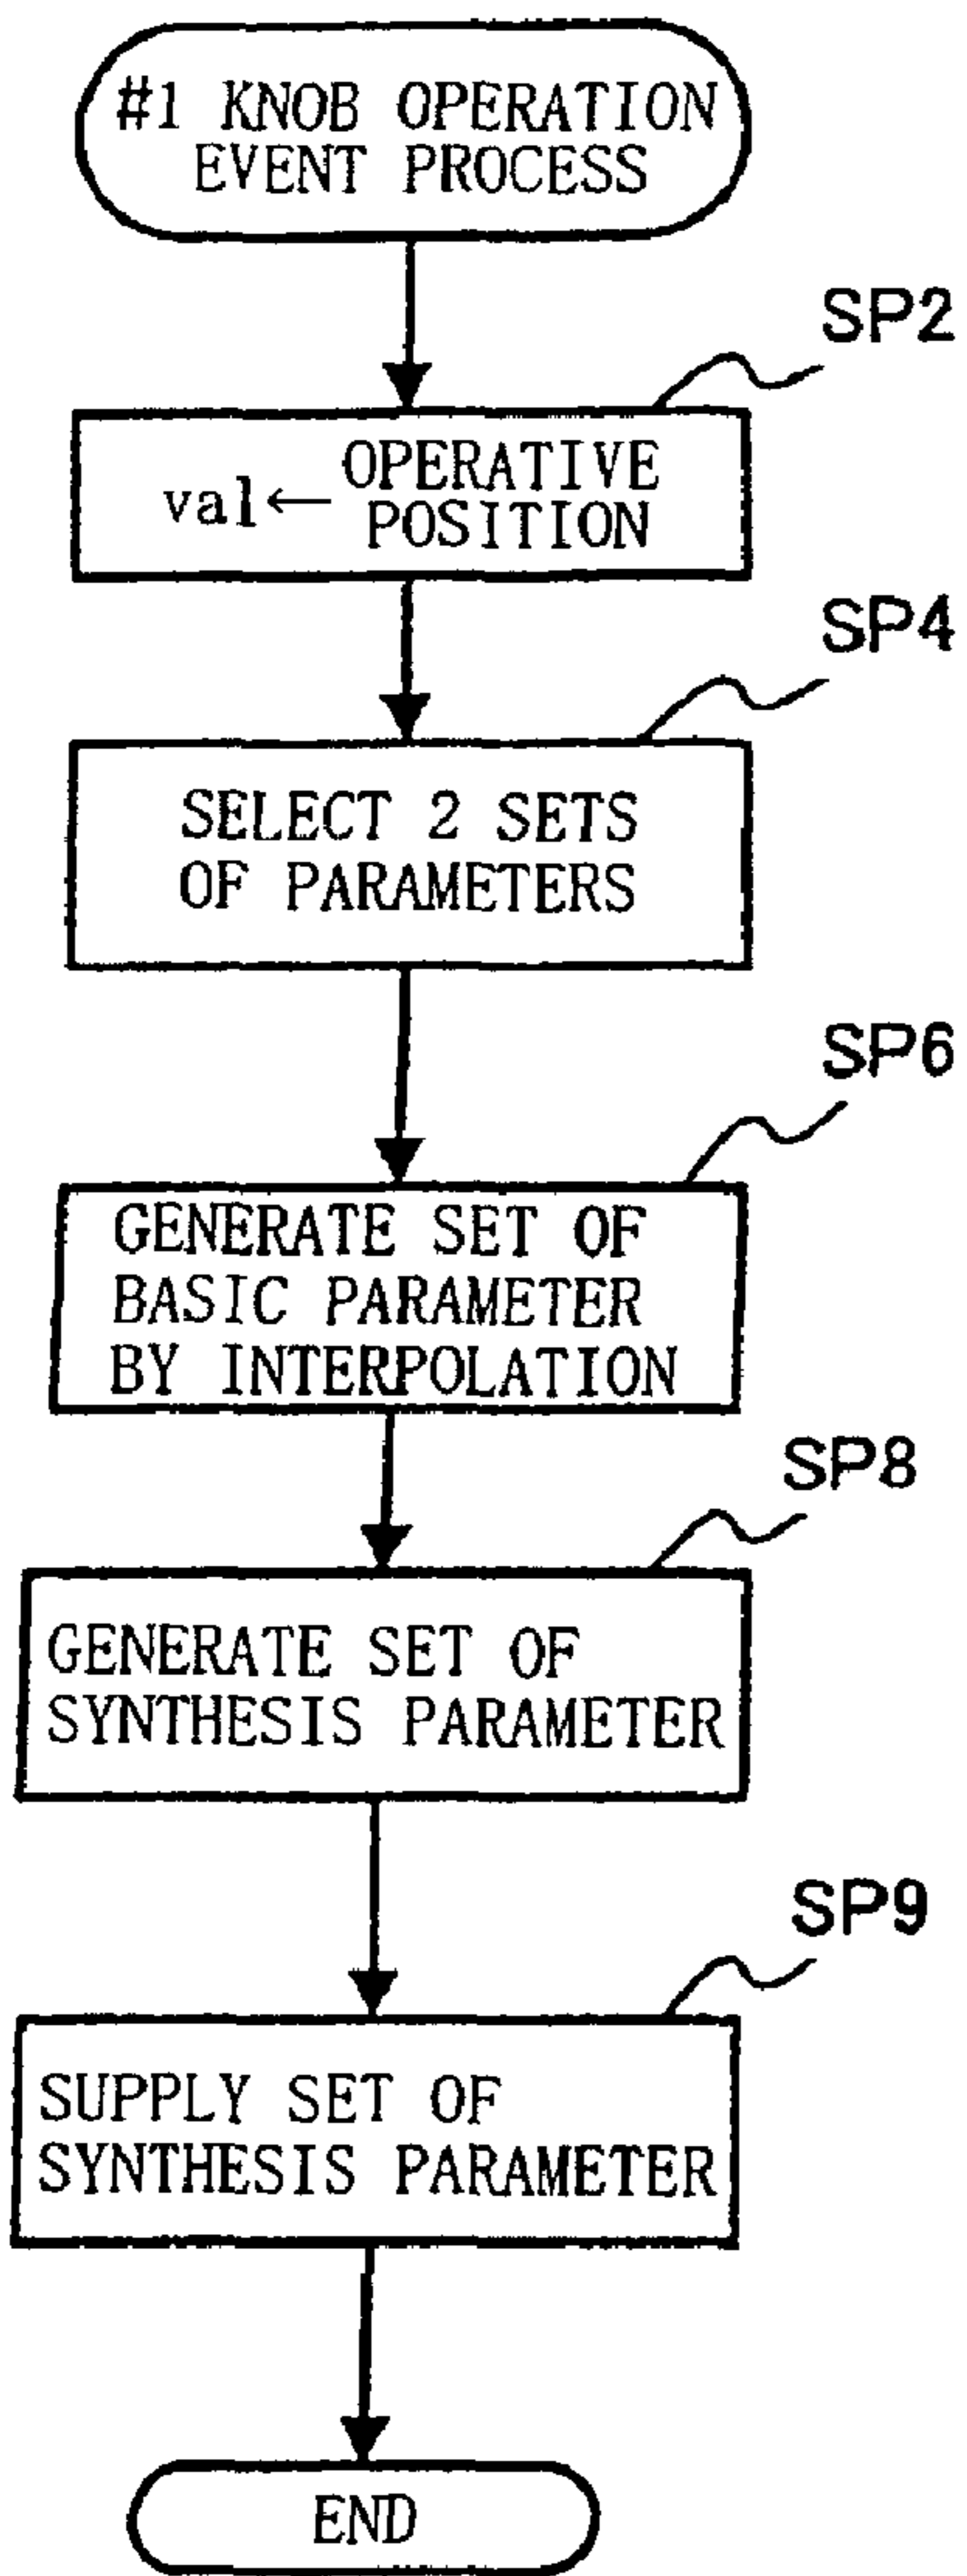 #1 KNOB OPERATION
EVENT PROCESS
SP2
val← OPERATIVE
POSITION
SP4
SELECT 2 SETS
OF PARAMETERS
SP6
GENERATE SET OF
BASIC PARAMETER
BY INTERPOLATION
SP8
GENERATE SET OF
SYNTHESIS PARAMETER
SP9
SUPPLY SET OF
SYNTHESIS PARAMETER
END